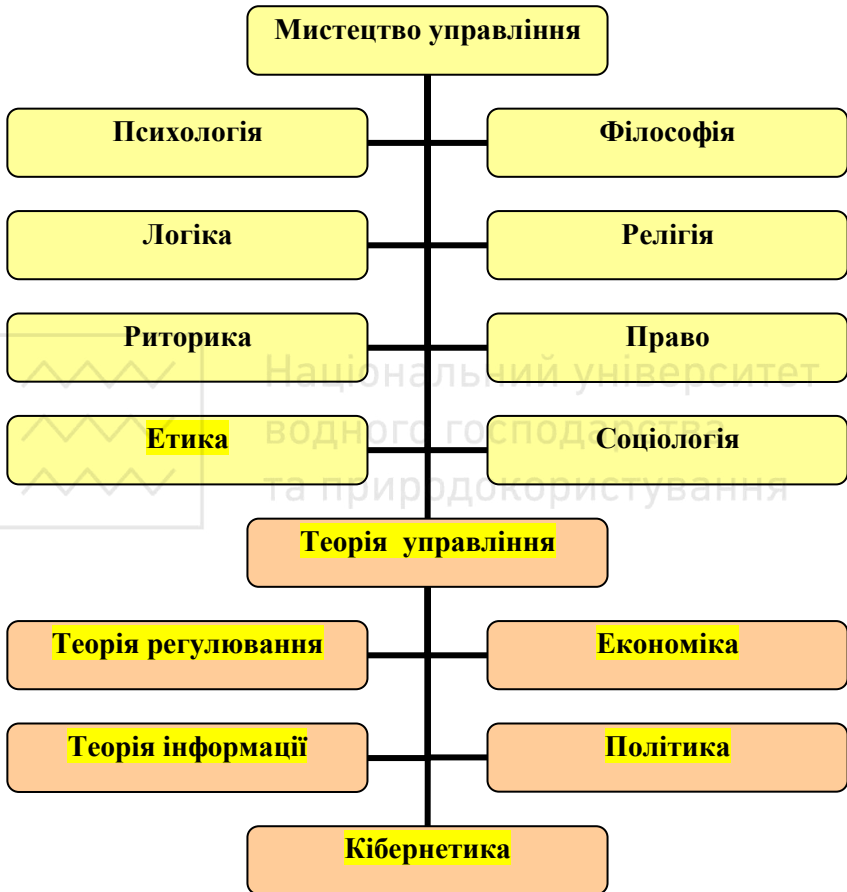 Мистецтво управління
Психологія
Філософія
Логіка
Релігія
Риторика
Право
Національний університет
водного господарства
та природокористування
Етика
Соціологія
Теорія управління
Теорія регулювання
Економіка
Теорія інформації
Політика
Кібернетика